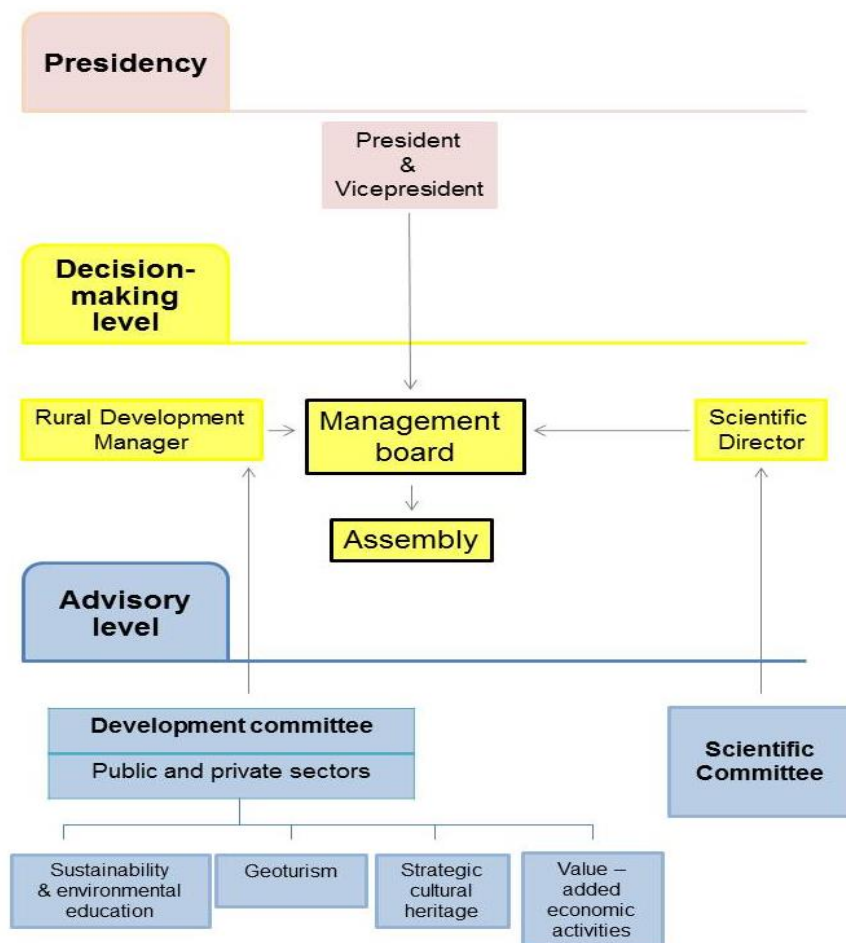 Presidency
President
&
Vicepresident
Decision-
making
level
Rural Development
Manager
Management
board
Scientific
Director
Assembly
Advisory
level
Development committee
Public and private sectors
Scientific
Committee
Sustainability
& environmental
education
Geoturism
Strategic
cultural
heritage
Value –
added
economic
activities